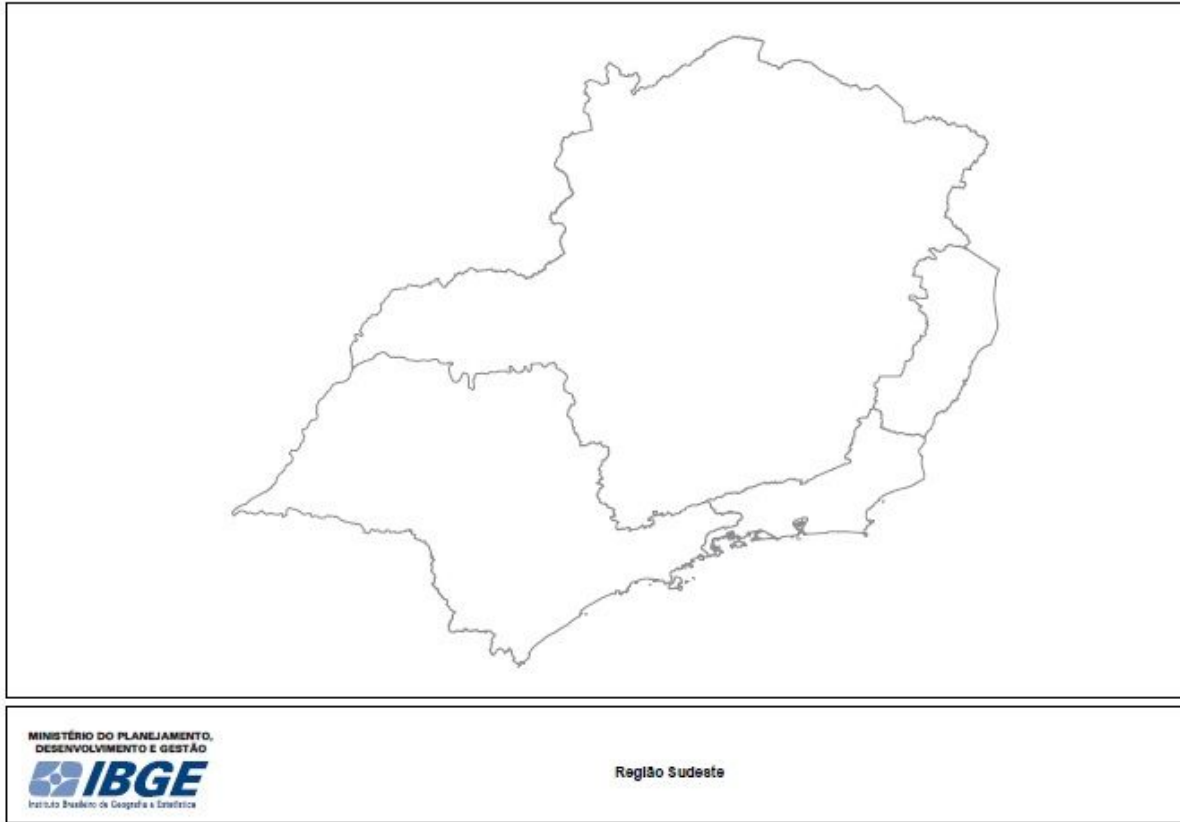 MINISTÉRIO DO PLANEJAMENTO,
DESENVOLVIMENTO E GESTÃO
IBGE
Instituto Brasileiro de Geografia e Estatística
Região Sudeste